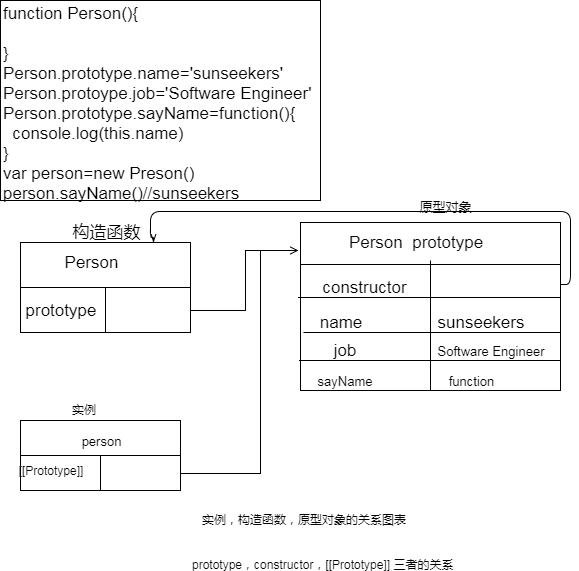 function Person(){
}
Person.prototype.name='sunseekers'
Person.protoype.job='Software Engineer'
Person.prototype.sayName=function(){
console.log(this.name)
}
var person=new Preson()
person.sayName()//sunseekers
原型对象
构造函数
Person prototype
Person
constructor
prototype
name sunseekers
job Software Engineer
sayName function
实例
person
[[Prototype]]
实例，构造函数，原型对象的关系图表
prototype，constructor，[[Prototype]] 三者的关系